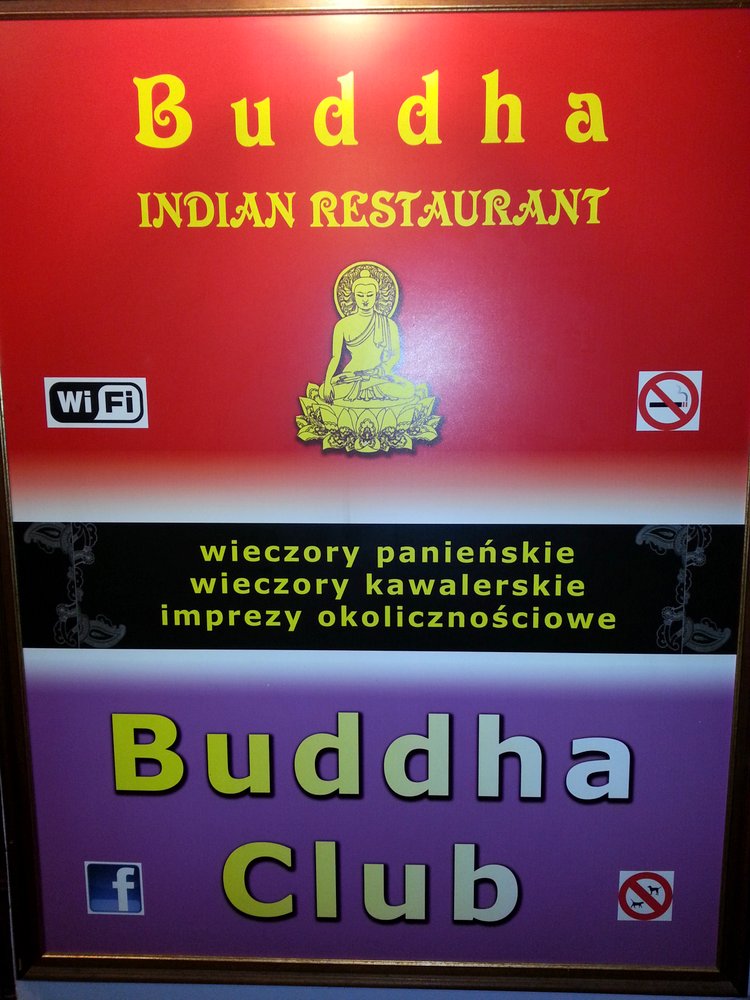 Buddha
INDIAN RESTAURANT
WiFi
wieczory panieńskie
wieczory kawalerskie
imprezy okolicznościowe
Buddha
Club
f